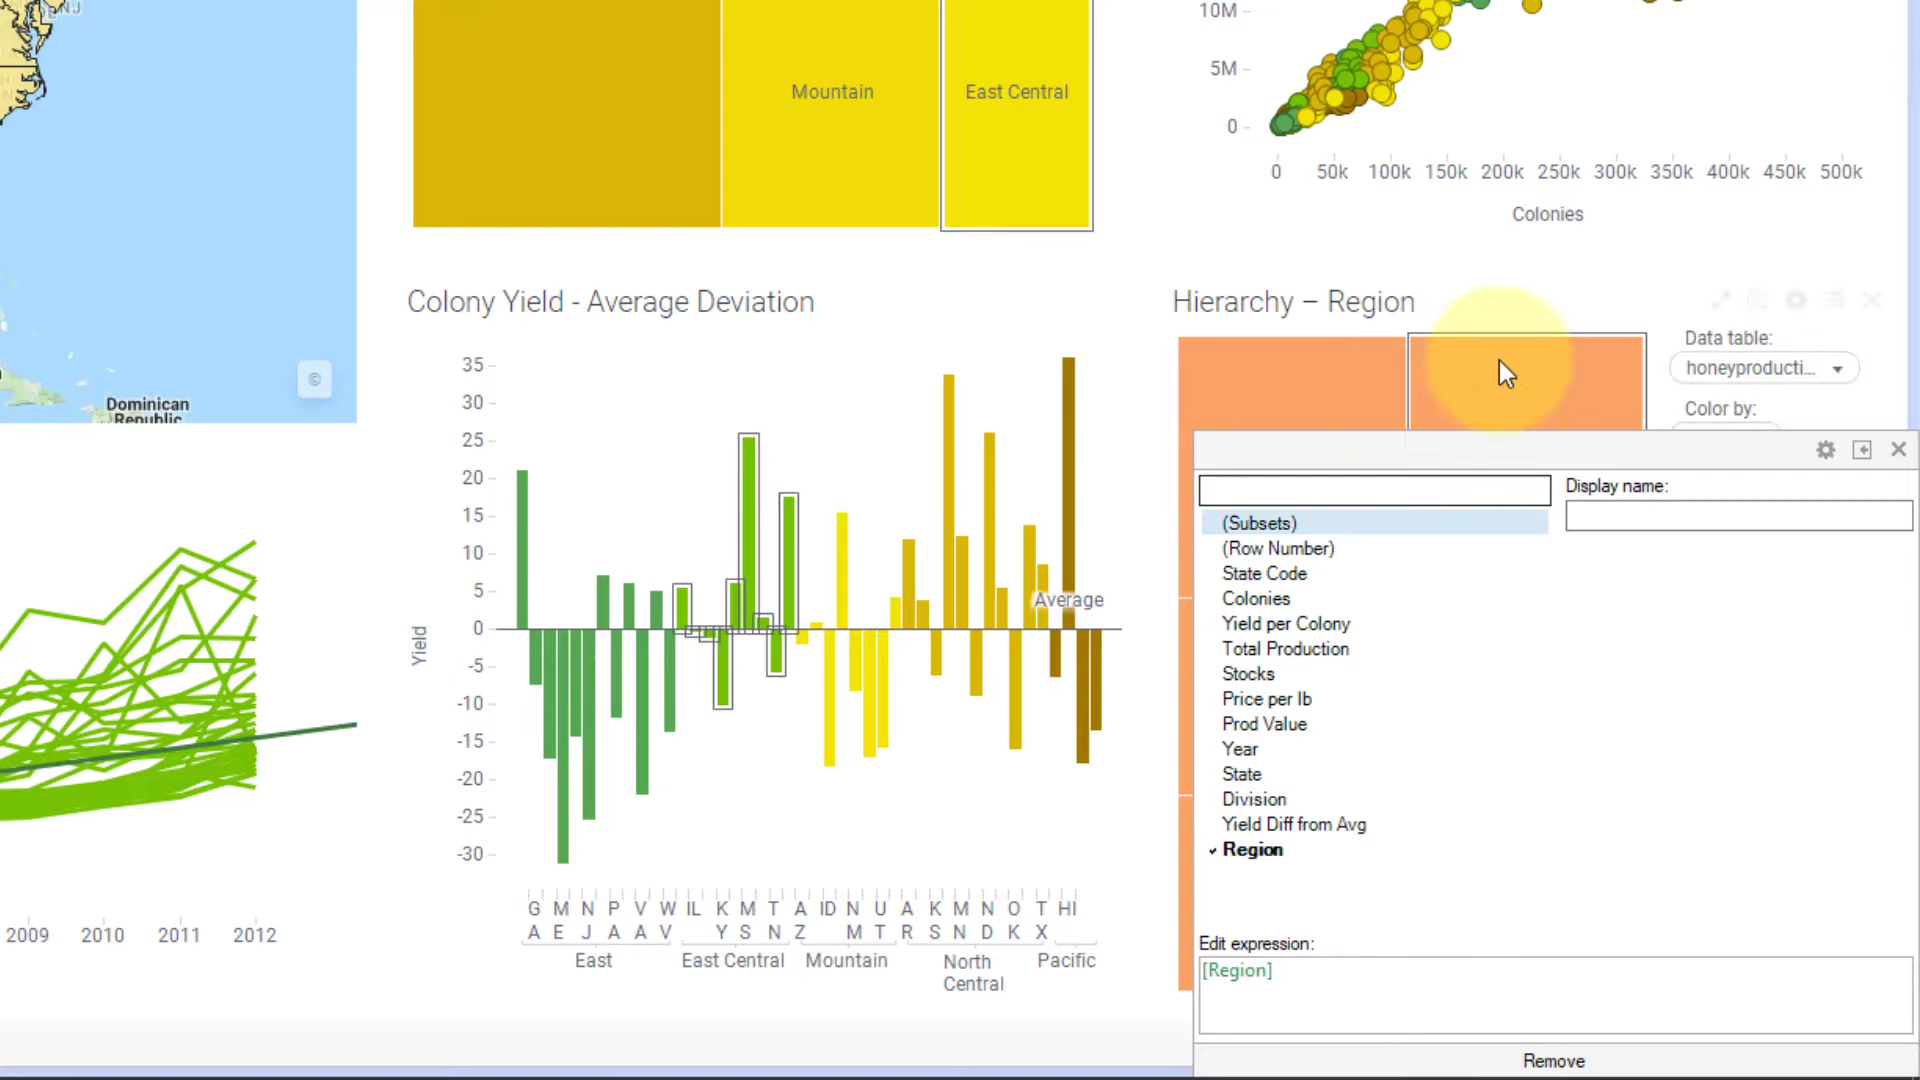 NJ
©
Dominican
Republic
2009 2010 2011 2012
Mountain
East Central
Colony Yield - Average Deviation
35
30
25
20
15
10
5
0
-5
-10
-15
-20
-25
-30
Yield
Average
G M N P V W IL K M T A ID N U A K M N O T HI
A E J A A V Y S N Z M T R S N D K X
East East Central Mountain North Central Pacific
10M
5M
0
0 50k 100k 150k 200k 250k 300k 350k 400k 450k 500k
Colonies
Hierarchy – Region
Data table:
honeyproducti...
Color by:
Display name:
(Subsets)
(Row Number)
State Code
Colonies
Yield per Colony
Total Production
Stocks
Price per lb
Prod Value
Year
State
Division
Yield Diff from Avg
Region
Edit expression:
[Region]
Remove